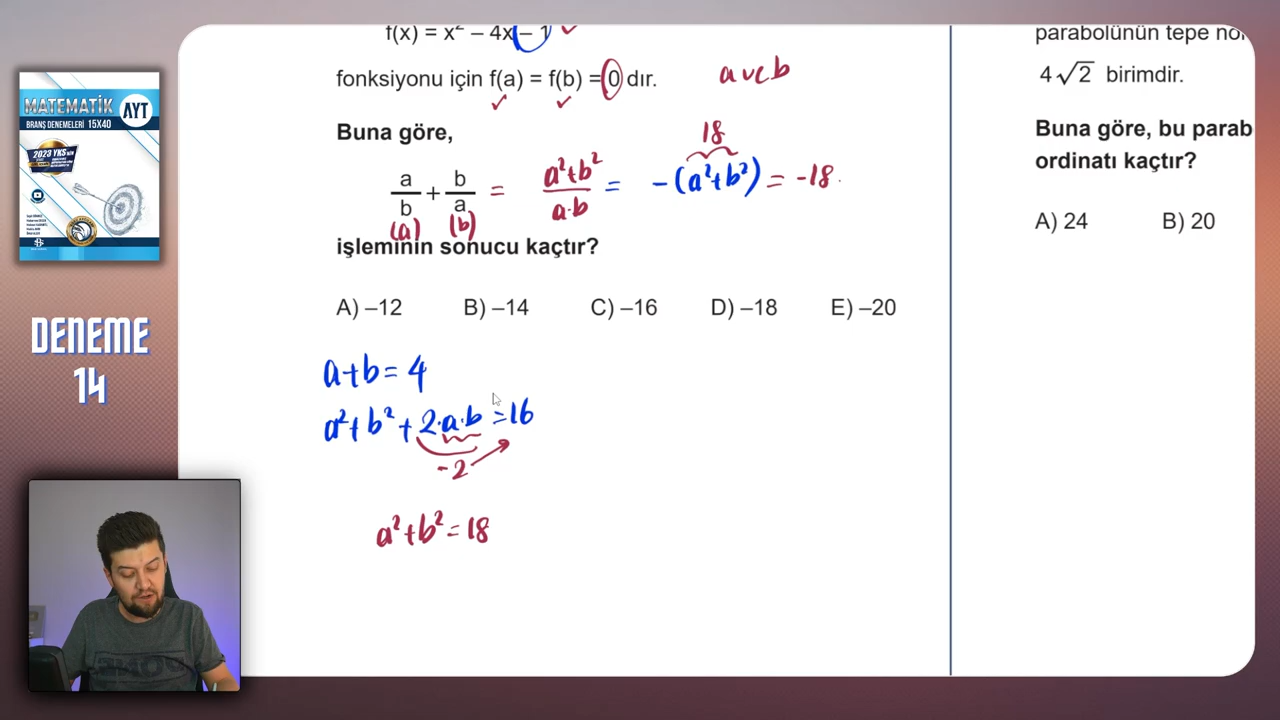 MATEMATİK
AYT
BRANŞ DENEMELERİ 15X40
2023 YKS'NİN
DENEME
14
f(x) = x² – 4x – 1
fonksiyonu için f(a) = f(b) = 0 dır.
a ve b
Buna göre,
a/b + b/a = (a²+b²)/(a·b) = -(a²+b²) = -18.
18
(a) (b)
işleminin sonucu kaçtır?
A) –12 B) –14 C) –16 D) –18 E) –20
a+b = 4
a²+b²+2·a·b = 16
-2
a²+b² = 18
parabolünün tepe no
4√2 birimdir.
Buna göre, bu parab
ordinatı kaçtır?
A) 24 B) 20